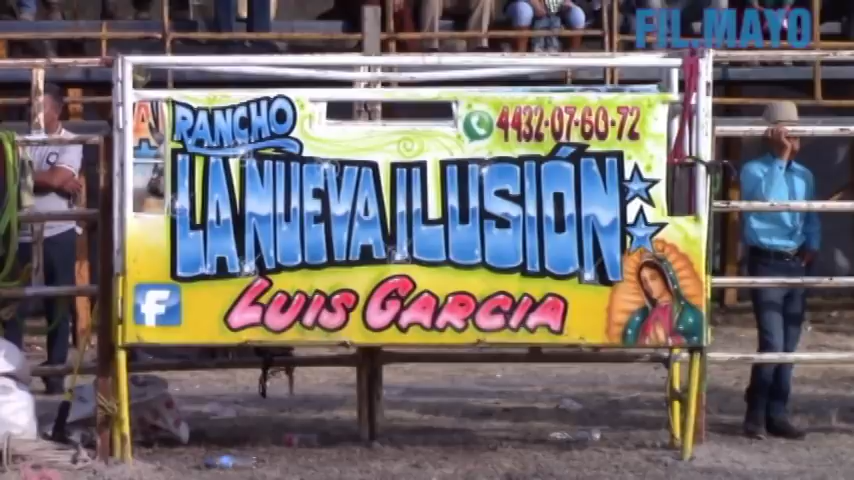 FIL.MAYO
RANCHO
4432-07-60-72
LA NUEVA ILUSIÓN
LUIS GARCIA
f